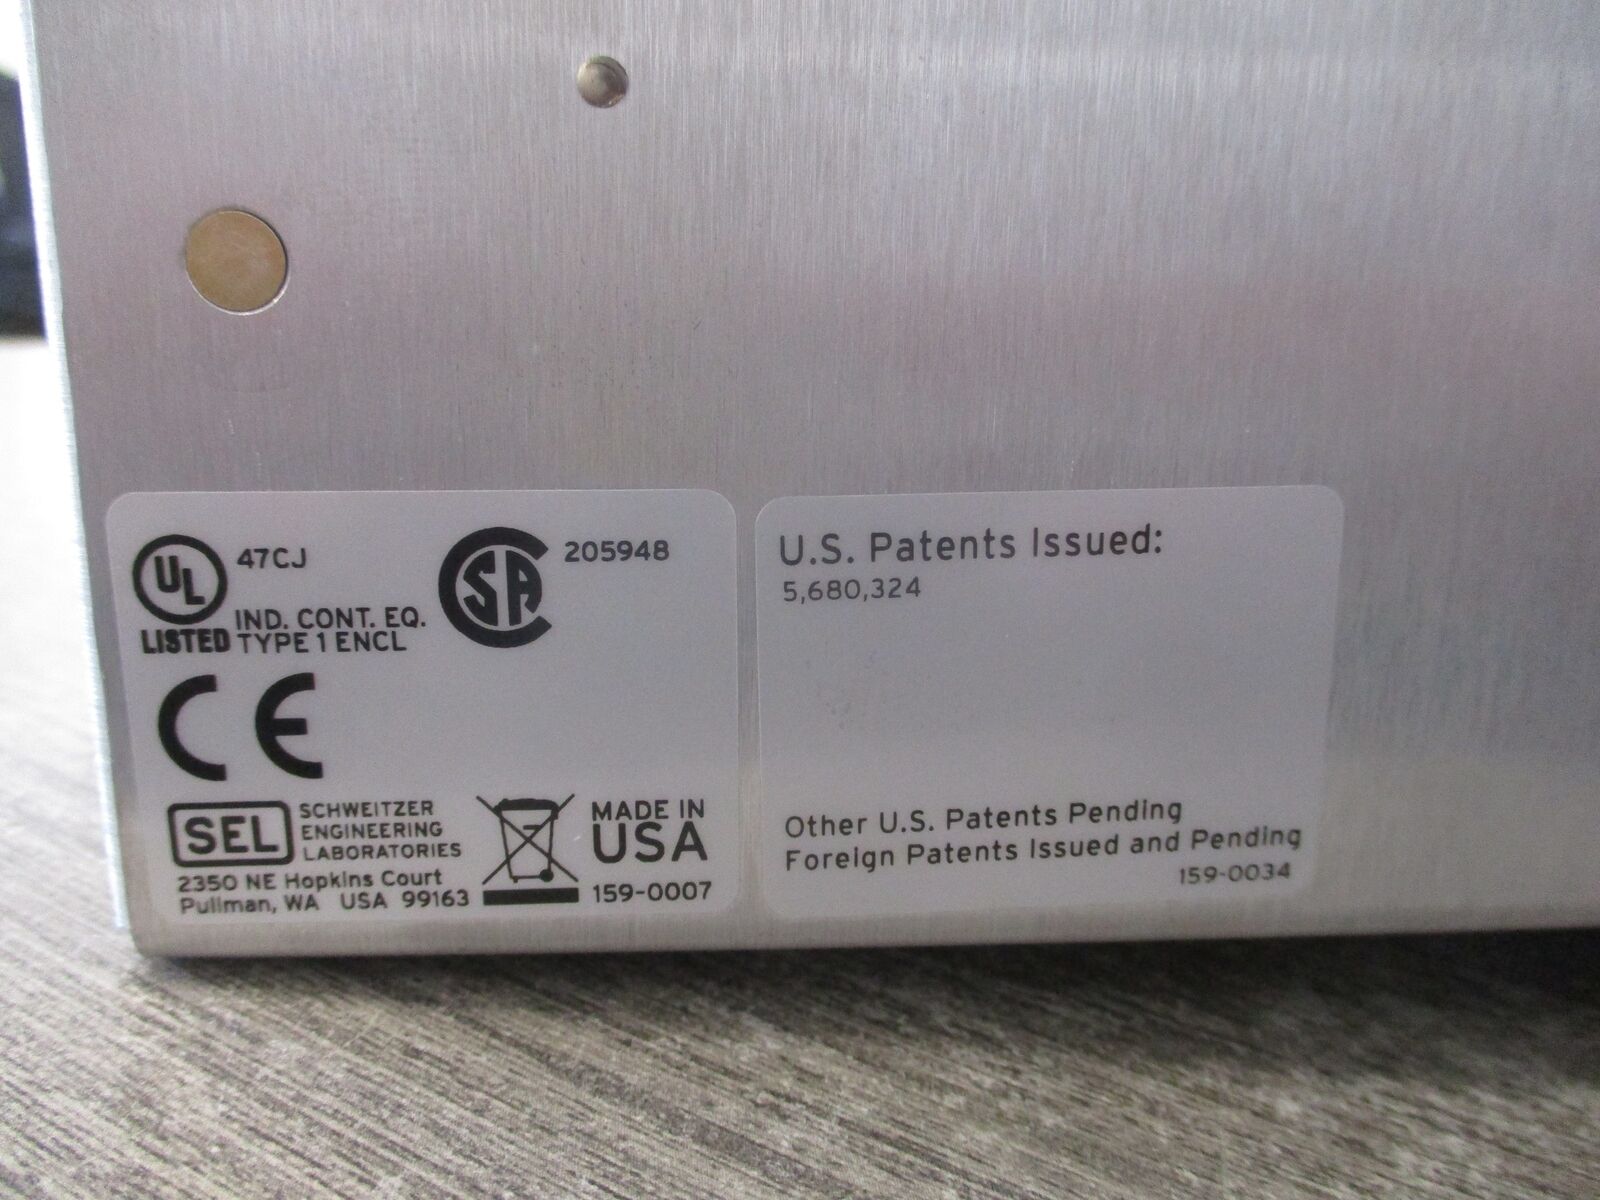 UL 47CJ
LISTED
IND. CONT. EQ.
TYPE 1 ENCL
SA 205948
CE
SEL
SCHWEITZER
ENGINEERING
LABORATORIES
2350 NE Hopkins Court
Pullman, WA USA 99163
MADE IN
USA
159-0007
U.S. Patents Issued:
5,680,324
Other U.S. Patents Pending
Foreign Patents Issued and Pending
159-0034